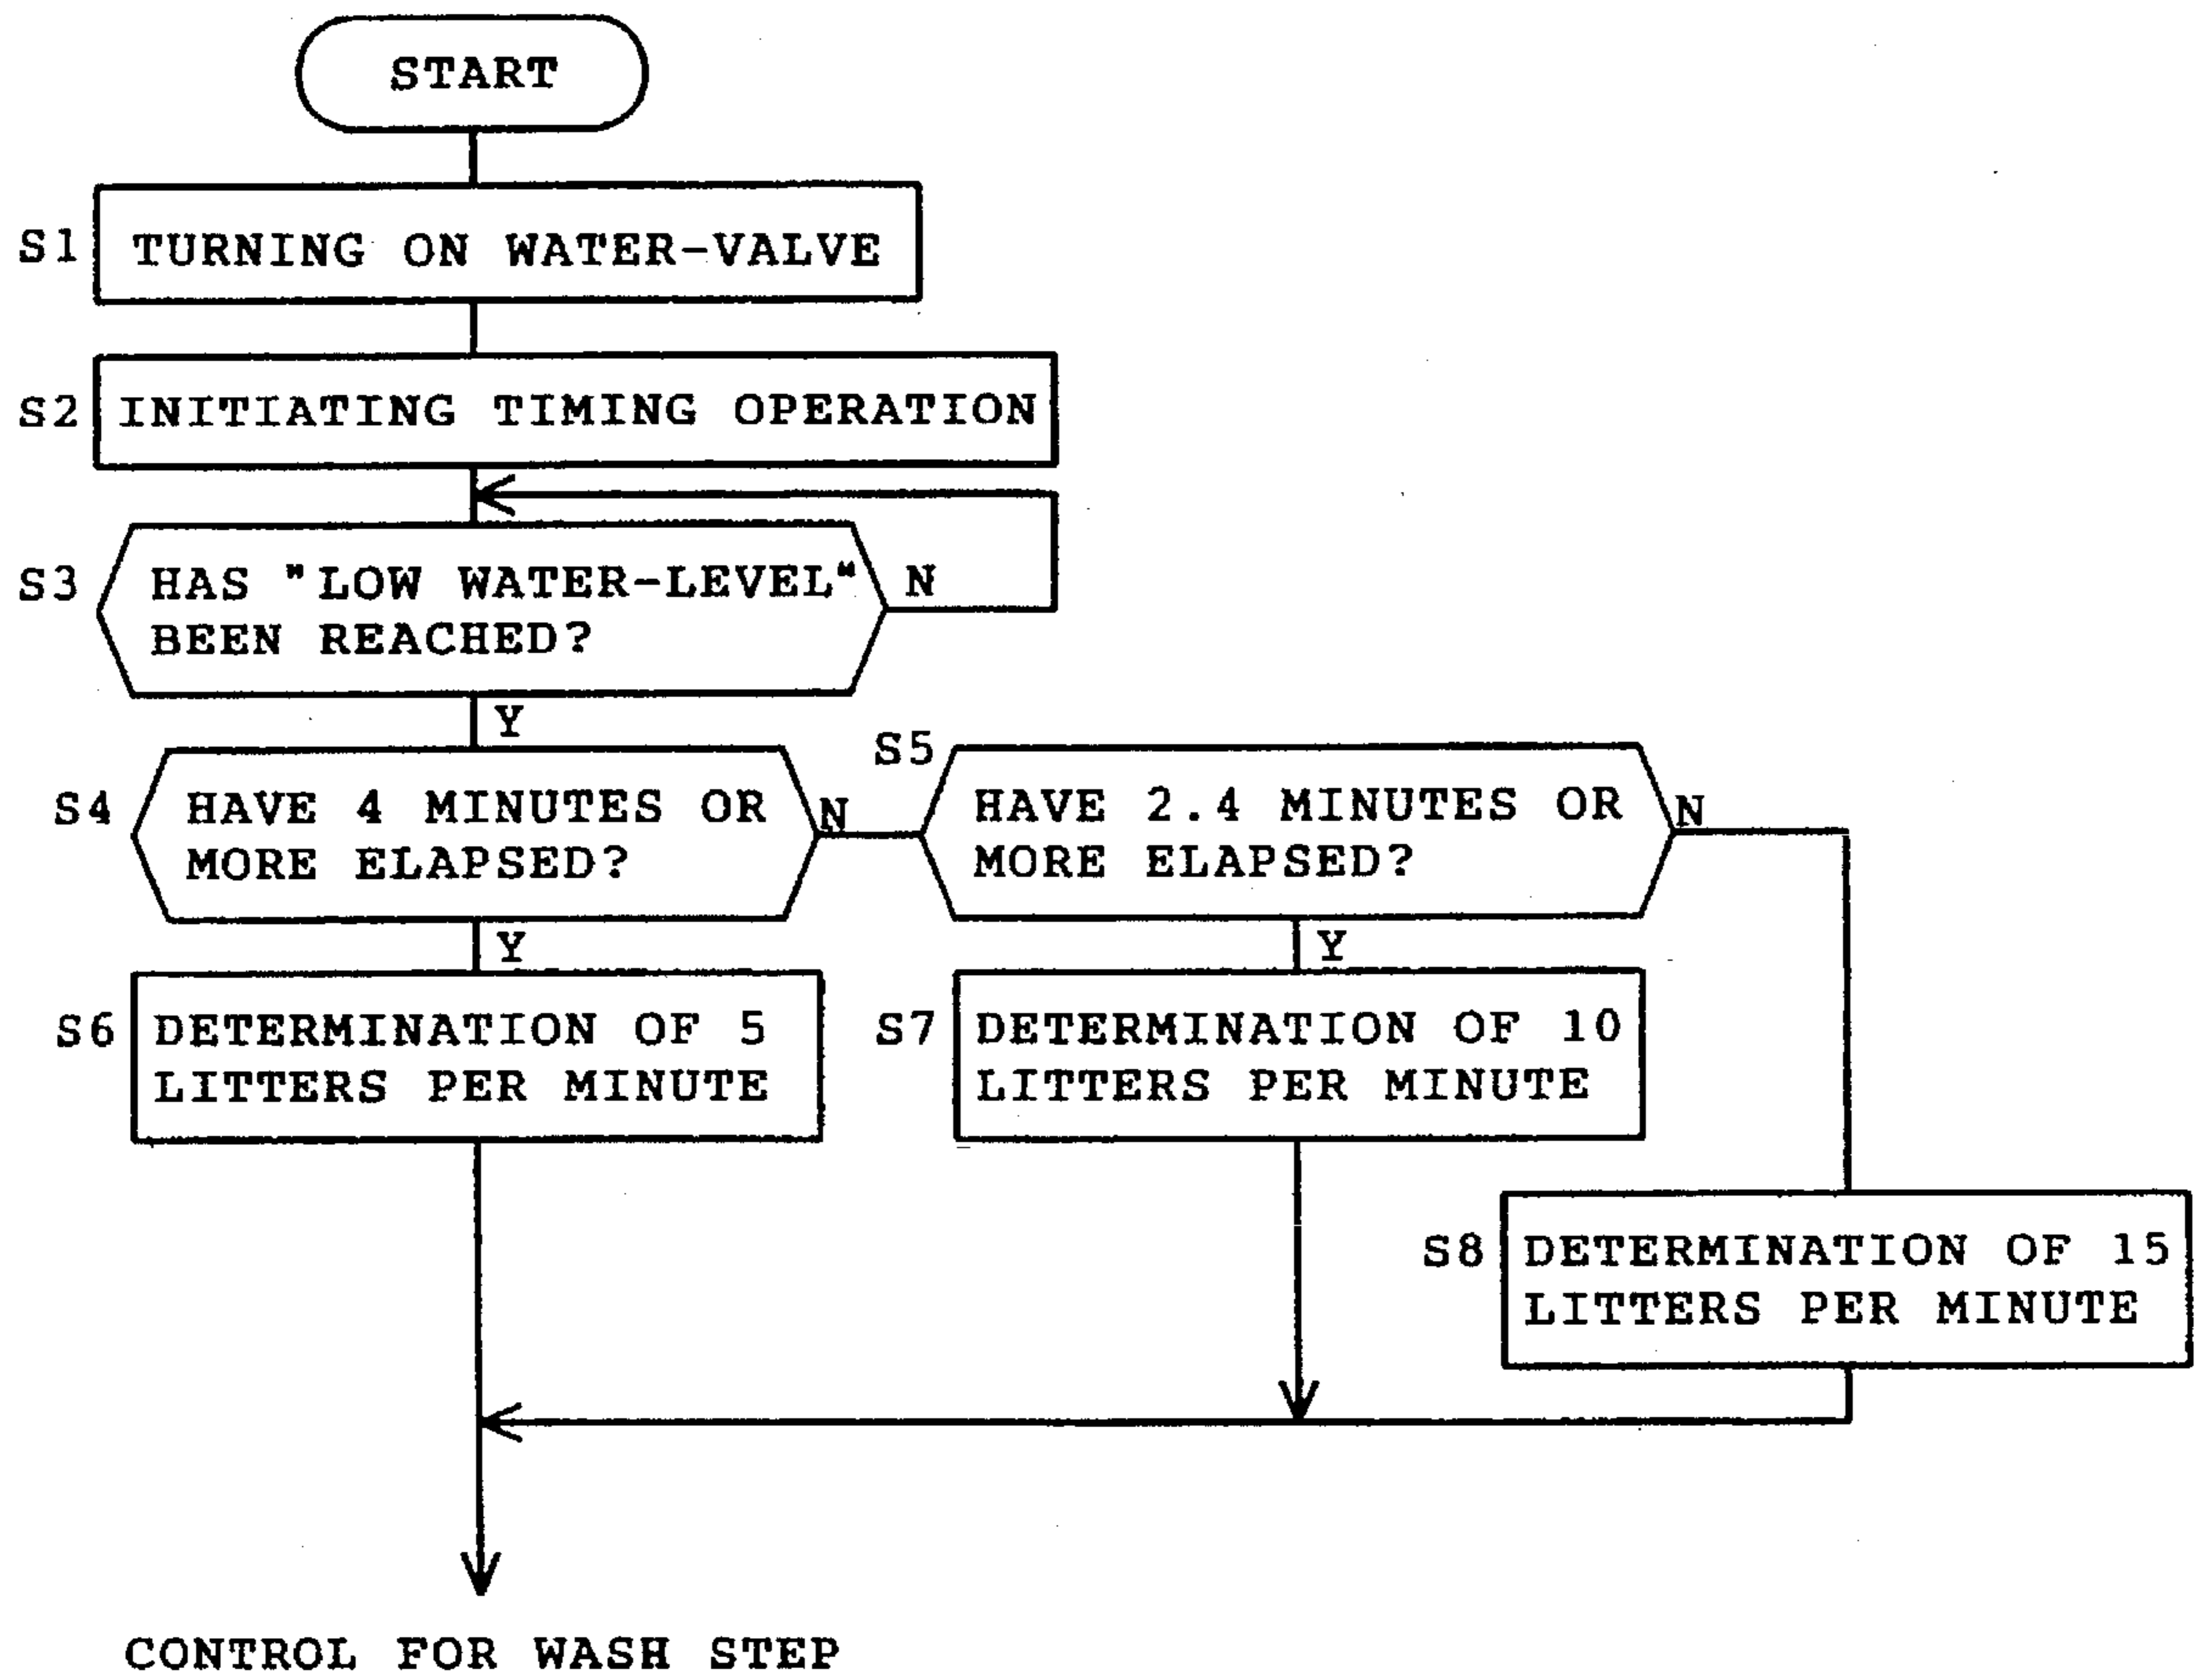 START
S1 TURNING ON WATER-VALVE
S2 INITIATING TIMING OPERATION
S3 HAS "LOW WATER-LEVEL" N
BEEN REACHED?
Y
S4 HAVE 4 MINUTES OR
MORE ELAPSED?
N
S5 HAVE 2.4 MINUTES OR
MORE ELAPSED?
N
Y
Y
S6 DETERMINATION OF 5
LITTERS PER MINUTE
S7 DETERMINATION OF 10
LITTERS PER MINUTE
S8 DETERMINATION OF 15
LITTERS PER MINUTE
CONTROL FOR WASH STEP